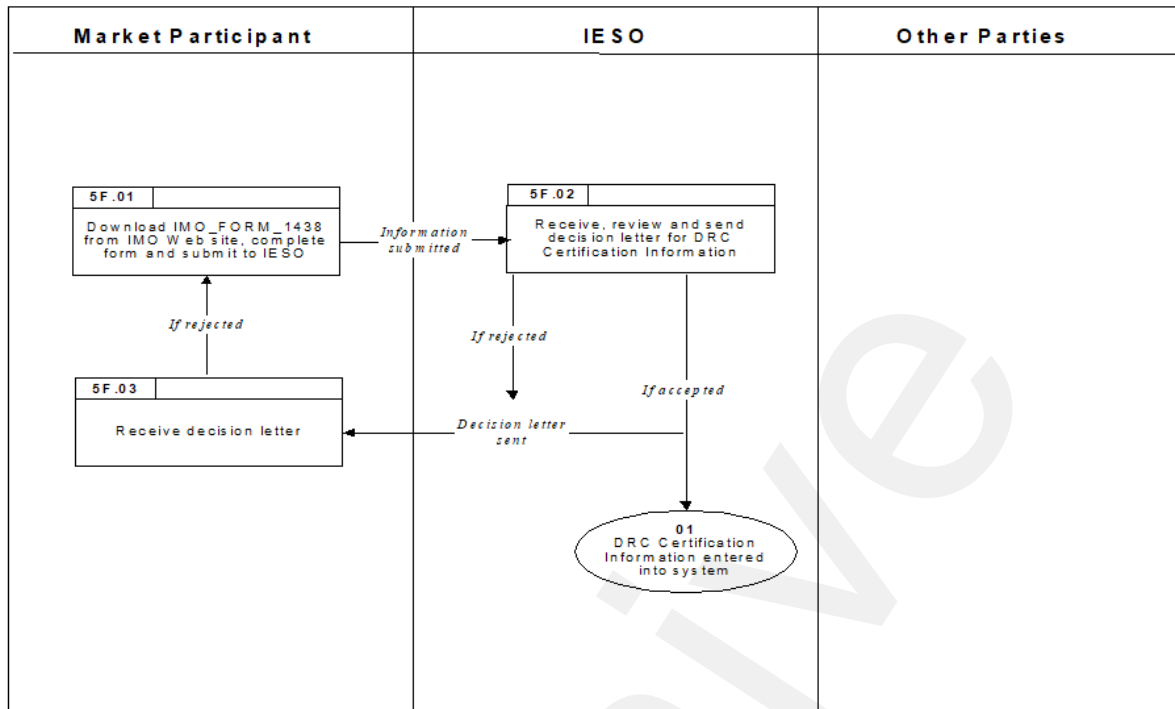 Market Participant
IESO
Other Parties
5F.01
Download IMO_FORM_1438
from IMO Web site, complete
form and submit to IESO
Information
submitted
5F.02
Receive, review and send
decision letter for DRC
Certification Information
If rejected
If rejected
If accepted
5F.03
Receive decision letter
Decision letter
sent
01
DRC Certification
Information entered
into system
ive